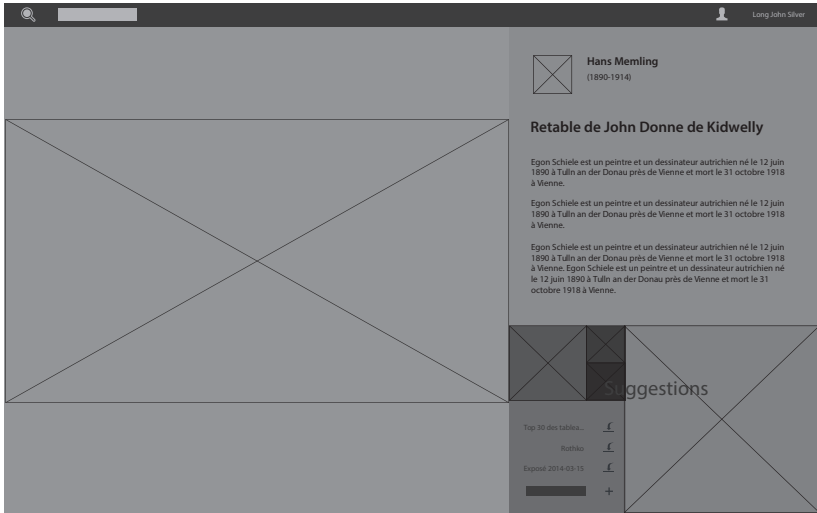 Long John Silver
Hans Memling
(1890-1914)
Retable de John Donne de Kidwelly
Egon Schiele est un peintre et un dessinateur autrichien né le 12 juin
1890 à Tulln an der Donau près de Vienne et mort le 31 octobre 1918
à Vienne.
Egon Schiele est un peintre et un dessinateur autrichien né le 12 juin
1890 à Tulln an der Donau près de Vienne et mort le 31 octobre 1918
à Vienne.
Egon Schiele est un peintre et un dessinateur autrichien né le 12 juin
1890 à Tulln an der Donau près de Vienne et mort le 31 octobre 1918
à Vienne. Egon Schiele est un peintre et un dessinateur autrichien né
le 12 juin 1890 à Tulln an der Donau près de Vienne et mort le 31
octobre 1918 à Vienne.
Suggestions
Top 30 des tablea...
Rothko
Exposé 2014-03-15
+